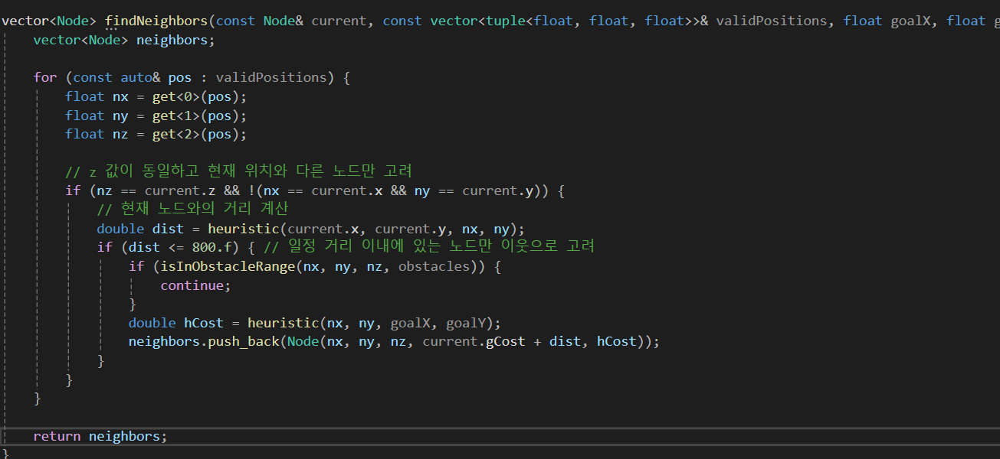 vector<Node> findNeighbors(const Node& current, const vector<tuple<float, float, float>>& validPositions, float goalX, float g
vector<Node> neighbors;
for (const auto& pos : validPositions) {
float nx = get<0>(pos);
float ny = get<1>(pos);
float nz = get<2>(pos);
// z 값이 동일하고 현재 위치와 다른 노드만 고려
if (nz == current.z && !(nx == current.x && ny == current.y)) {
// 현재 노드와의 거리 계산
double dist = heuristic(current.x, current.y, nx, ny);
if (dist <= 800.f) { // 일정 거리 이내에 있는 노드만 이웃으로 고려
if (isInObstacleRange(nx, ny, nz, obstacles)) {
continue;
}
double hCost = heuristic(nx, ny, goalX, goalY);
neighbors.push_back(Node(nx, ny, nz, current.gCost + dist, hCost));
}
}
}
return neighbors;
}